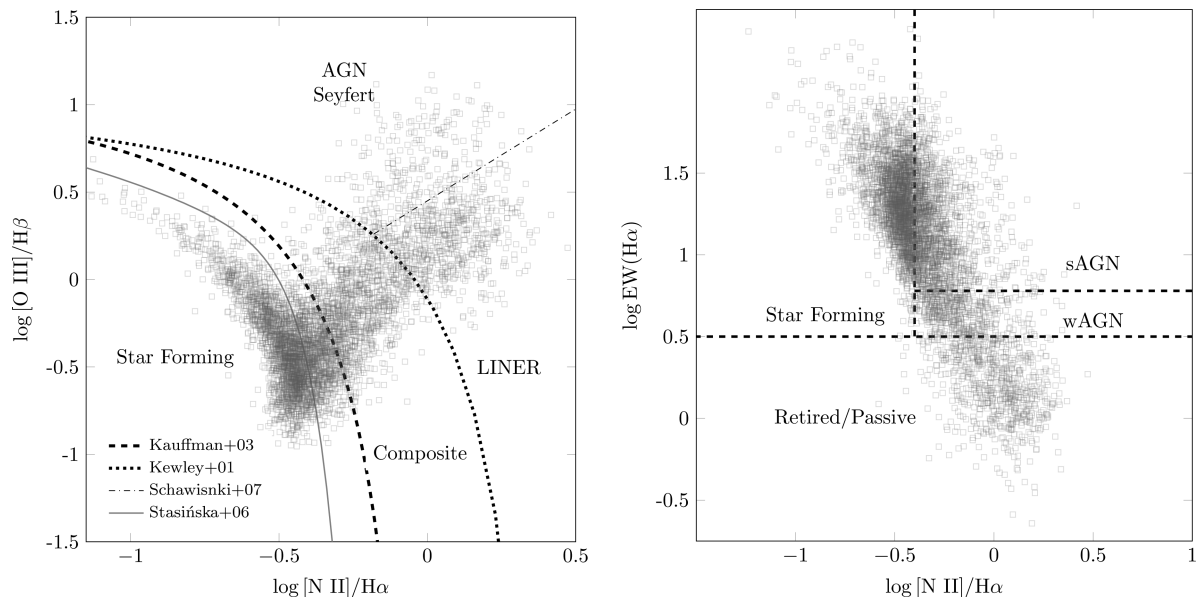 1.5
1
0.5
0
-0.5
-1
-1.5
log [O III]/Hβ
AGN
Seyfert
Star Forming
LINER
Composite
Kauffman+03
Kewley+01
Schawisnki+07
Stasińska+06
−1
−0.5
0
0.5
log [N II]/Hα
1.5
1
0.5
0
-0.5
log EW(Hα)
sAGN
Star Forming
wAGN
Retired/Passive
−1
−0.5
0
0.5
1
log [N II]/Hα